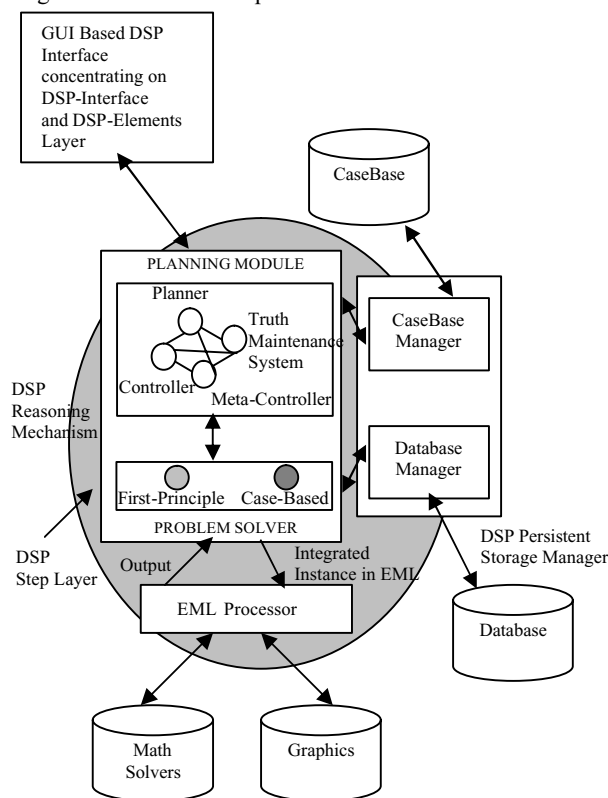 GUI Based DSP
Interface
concentrating on
DSP-Interface
and DSP-Elements
Layer
CaseBase
PLANNING MODULE
Planner
Truth
Maintenance
System
Controller
Meta-Controller
CaseBase
Manager
DSP
Reasoning
Mechanism
Database
Manager
First-Principle
Case-Based
PROBLEM SOLVER
DSP
Step Layer
Output
Integrated
Instance in EML
DSP Persistent
Storage Manager
EML Processor
Database
Math
Solvers
Graphics